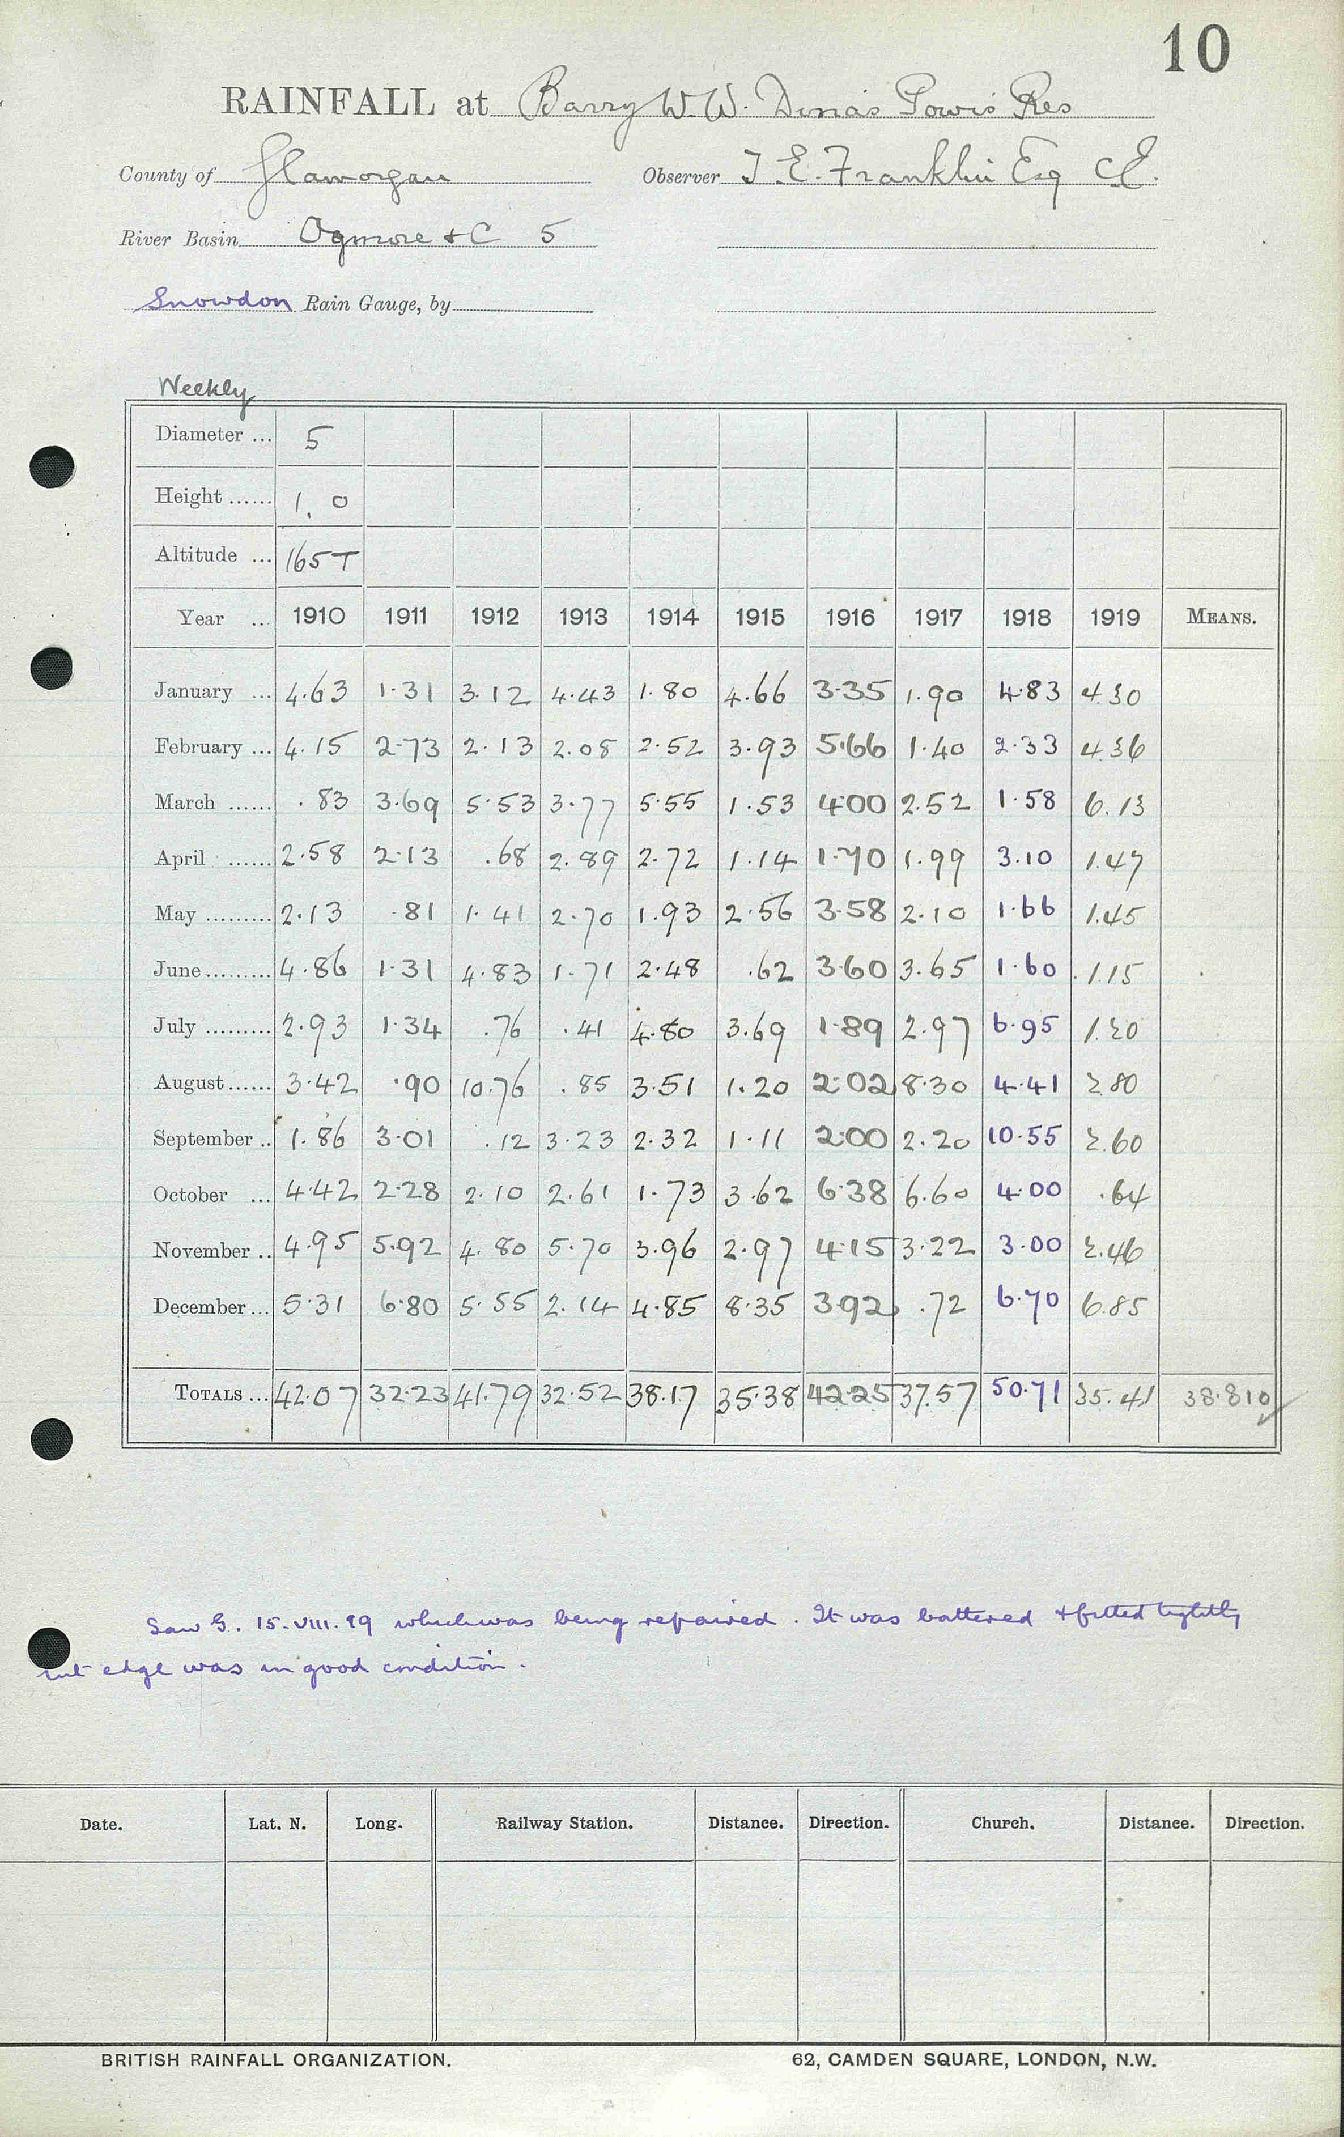 10
RAINFALL at Barry W.W. Dinas Powis Res
County of Glamorgan Observer T.E. Franklin Esq CE.
River Basin Ogmore & C 5
Snowdon Rain Gauge, by
Weekly
Diameter ... 5
Height ...... 1. 0
Altitude ... 165T
Year ... 1910 1911 1912 1913 1914 1915 1916 1917 1918 1919 MEANS.
January ... 4.63 1.31 3.12 4.43 1.80 4.66 3.35 1.90 4.83 4.30
February ... 4.15 2.73 2.13 2.08 2.52 3.93 5.66 1.40 2.33 4.36
March ...... .83 3.69 5.53 3.77 5.55 1.53 4.00 2.52 1.58 6.13
April ...... 2.58 2.13 .68 2.89 2.72 1.14 1.70 1.99 3.10 1.47
May ......... 2.13 .81 1.41 2.70 1.93 2.56 3.58 2.10 1.66 1.45
June ......... 4.86 1.31 4.83 1.71 2.48 .62 3.60 3.65 1.60 1.15
July ......... 2.93 1.34 .76 .41 4.80 3.69 1.89 2.97 6.95 1.20
August ...... 3.42 .90 10.76 .85 3.51 1.20 2.02 8.30 4.41 2.80
September .. 1.86 3.01 .12 3.23 2.32 1.11 2.00 2.20 10.55 2.60
October ... 4.42 2.28 2.10 2.61 1.73 3.62 6.38 6.60 4.00 .64
November .. 4.95 5.92 4.80 5.70 3.96 2.97 4.15 3.22 3.00 2.46
December ... 5.31 6.80 5.55 2.14 4.85 8.35 3.92 .72 6.70 6.85
TOTALS ... 42.07 32.23 41.79 32.52 38.17 35.38 42.25 37.57 50.71 35.41 38.810
Saw G. 15.VIII.19 which was being repaired. It was battered & fitted tightly
but edge was in good condition.
Date. Lat. N. Long. Railway Station. Distance. Direction. Church. Distance. Direction.
BRITISH RAINFALL ORGANIZATION. 62, CAMDEN SQUARE, LONDON, N.W.